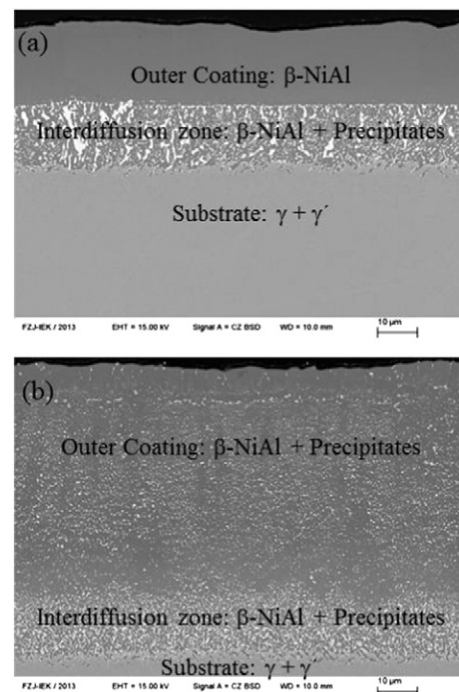 (a)
Outer Coating: β-NiAl
Interdiffusion zone: β-NiAl + Precipitates
Substrate: γ + γ´
FZJ-IEK / 2013 EHT = 15.00 kV Signal A = CZ BSD WD = 10.0 mm 10 µm
(b)
Outer Coating: β-NiAl + Precipitates
Interdiffusion zone: β-NiAl + Precipitates
Substrate: γ + γ´
FZJ-IEK / 2013 EHT = 15.00 kV Signal A = CZ BSD WD = 10.0 mm 10 µm